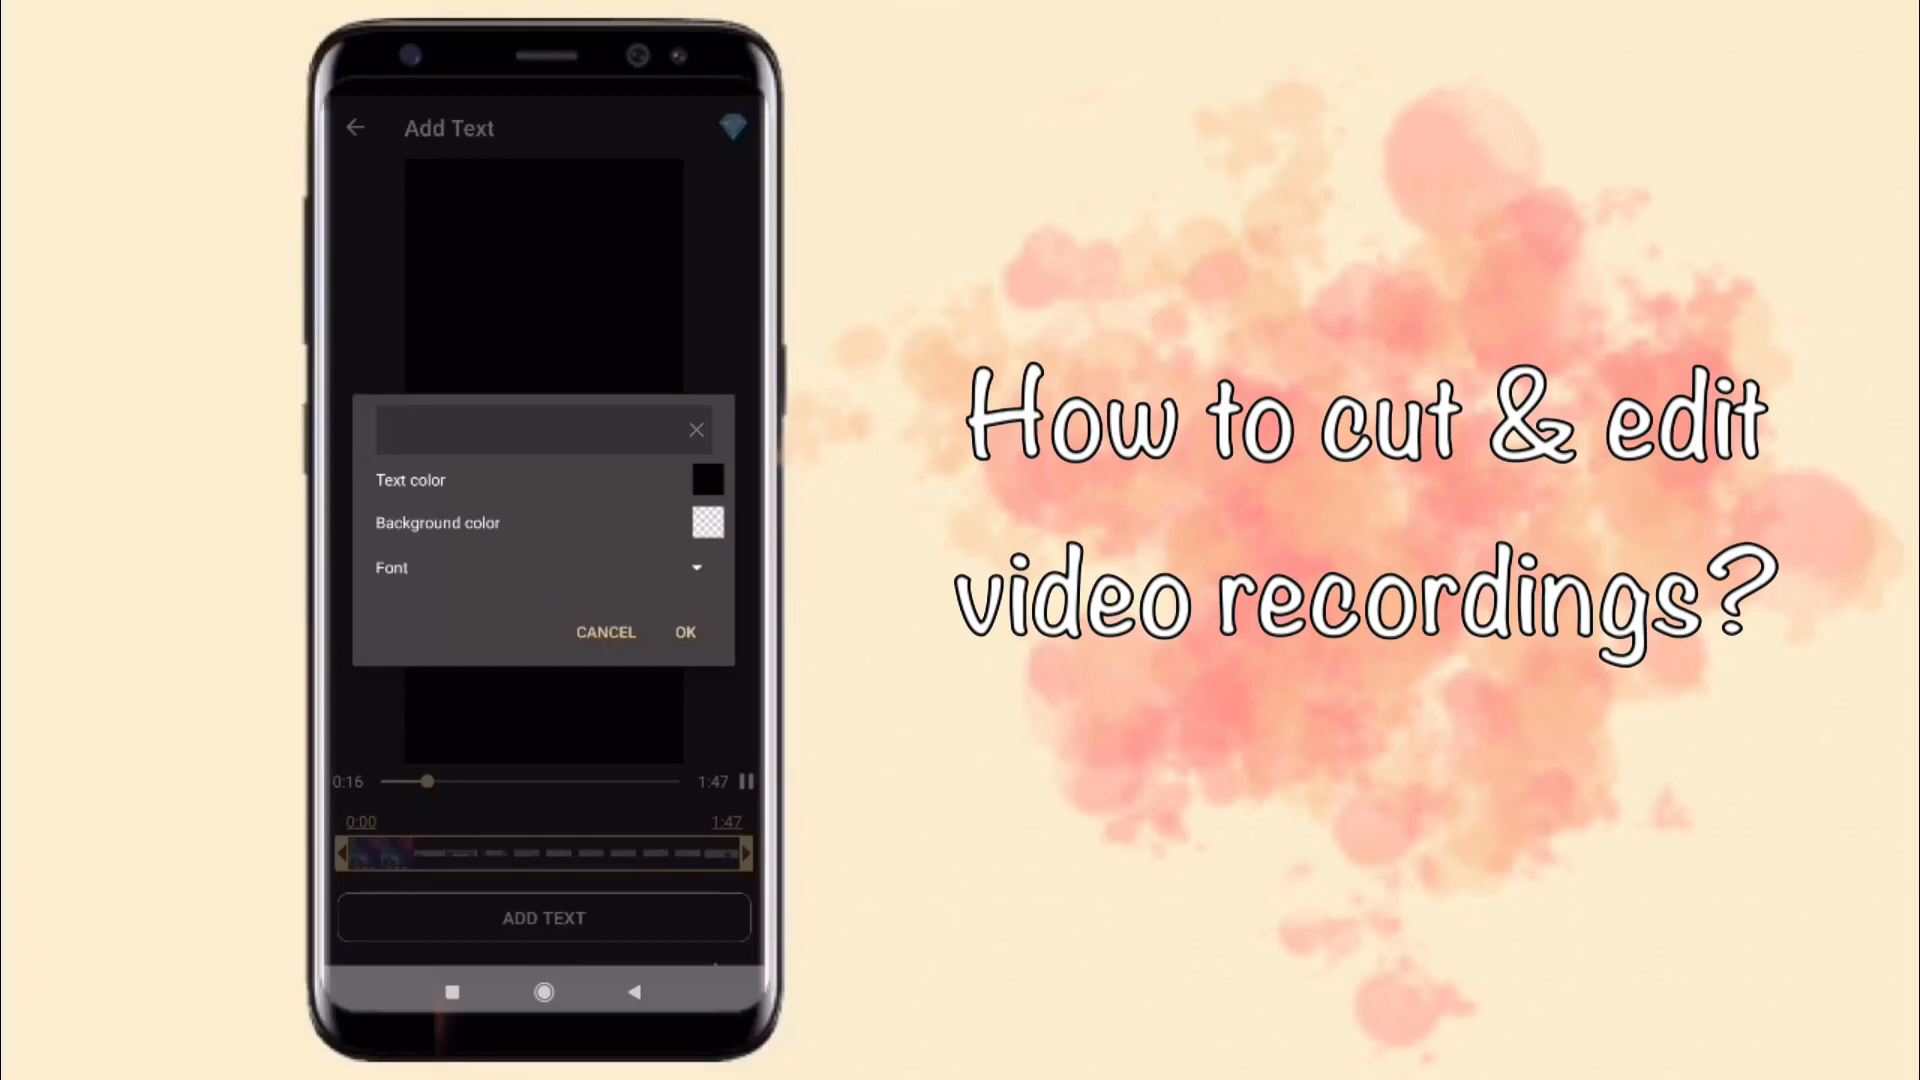 Add Text
Text color
Background color
Font
CANCEL OK
0:16 1:47
0:00 1:47
ADD TEXT
How to cut & edit
video recordings?